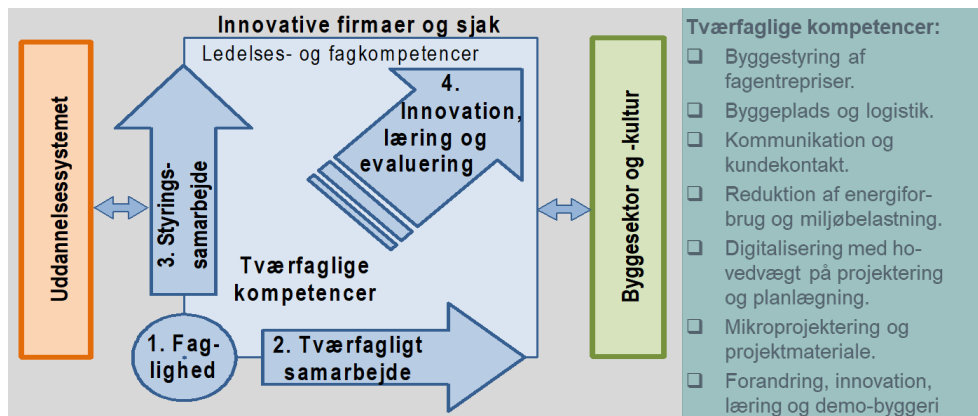 Innovative firmaer og sjak
Ledelses- og fagkompetencer
Uddannelsessystemet
3. Styrings-
samarbejde
4.
Innovation,
læring og
evaluering
Tværfaglige
kompetencer
1. Fag-
lighed
2. Tværfagligt
samarbejde
Byggesektor og -kultur
Tværfaglige kompetencer:
❑ Byggestyring af
fagentrepriser.
❑ Byggeplads og logistik.
❑ Kommunikation og
kundekontakt.
❑ Reduktion af energifor-
brug og miljøbelastning.
❑ Digitalisering med ho-
vedvægt på projektering
og planlægning.
❑ Mikroprojektering og
projektmateriale.
❑ Forandring, innovation,
læring og demo-byggeri